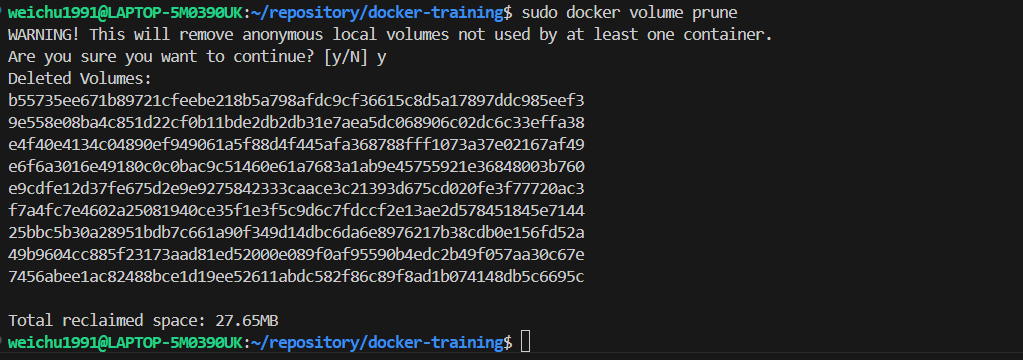 weichu1991@LAPTOP-5M0390UK:~/repository/docker-training$ sudo docker volume prune
WARNING! This will remove anonymous local volumes not used by at least one container.
Are you sure you want to continue? [y/N] y
Deleted Volumes:
b55735ee671b89721cfeebe218b5a798afdc9cf36615c8d5a17897ddc985eef3
9e558e08ba4c851d22cf0b11bde2db2db31e7aea5dc068906c02dc6c33effa38
e4f40e4134c04890ef949061a5f88d4f445afa368788fff1073a37e02167af49
e6f6a3016e49180c0c0bac9c51460e61a7683a1ab9e45755921e36848003b760
e9cdfe12d37fe675d2e9e9275842333caace3c21393d675cd020fe3f77720ac3
f7a4fc7e4602a25081940ce35f1e3f5c9d6c7fdccf2e13ae2d578451845e7144
25bbc5b30a28951bdb7c661a90f349d14dbc6da6e8976217b38cdb0e156fd52a
49b9604cc885f23173aad81ed52000e089f0af95590b4edc2b49f057aa30c67e
7456abee1ac82488bce1d19ee52611abdc582f86c89f8ad1b074148db5c6695c
Total reclaimed space: 27.65MB
weichu1991@LAPTOP-5M0390UK:~/repository/docker-training$